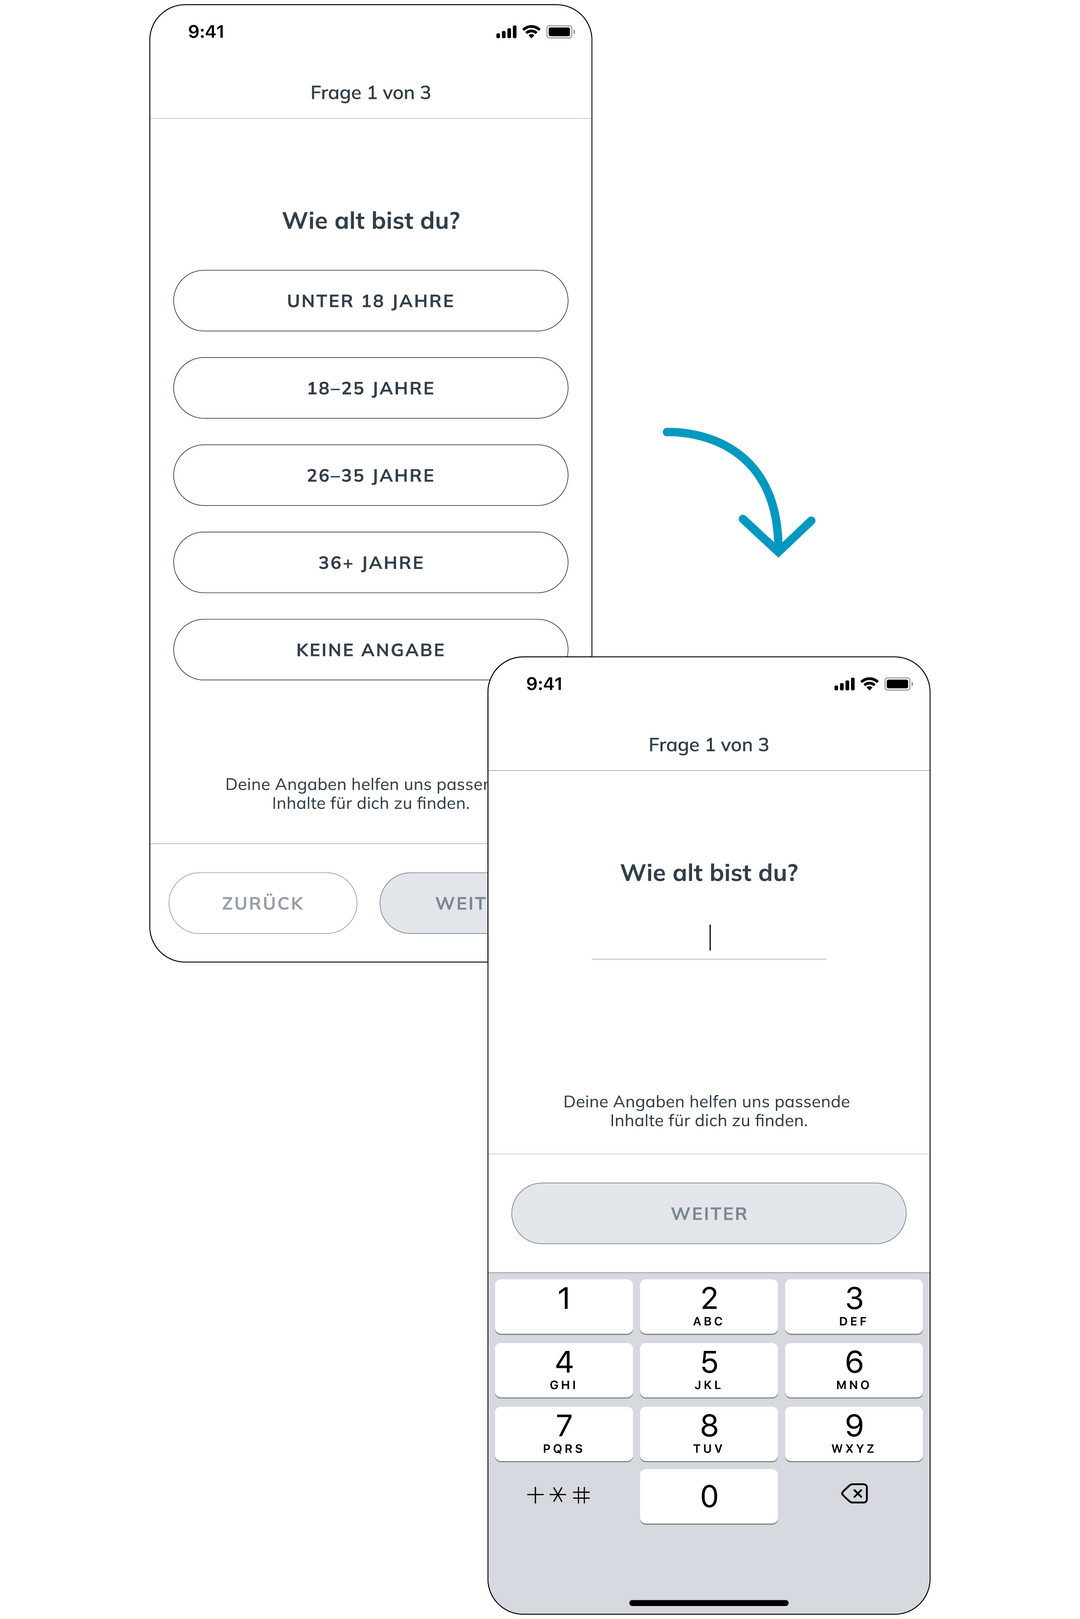 9:41
Frage 1 von 3
Wie alt bist du?
UNTER 18 JAHRE
18–25 JAHRE
26–35 JAHRE
36+ JAHRE
KEINE ANGABE
Deine Angaben helfen uns passen
Inhalte für dich zu finden.
ZURÜCK
WEIT
9:41
Frage 1 von 3
Wie alt bist du?
Deine Angaben helfen uns passende
Inhalte für dich zu finden.
WEITER
1 2 3
ABC DEF
4 5 6
GHI JKL MNO
7 8 9
PQRS TUV WXYZ
+*# 0